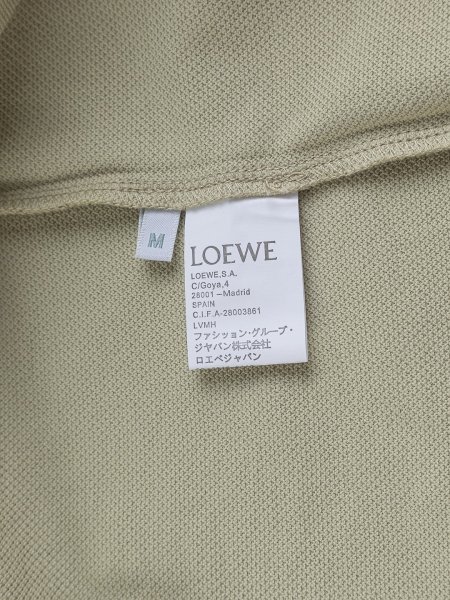 M
LOEWE
LOEWE,S.A.
C/Goya,4
28001 –Madrid
SPAIN
C.I.F.A-28003861
LVMH
ファッション·グループ·
ジヤパン株式会社
ロエベジャパン